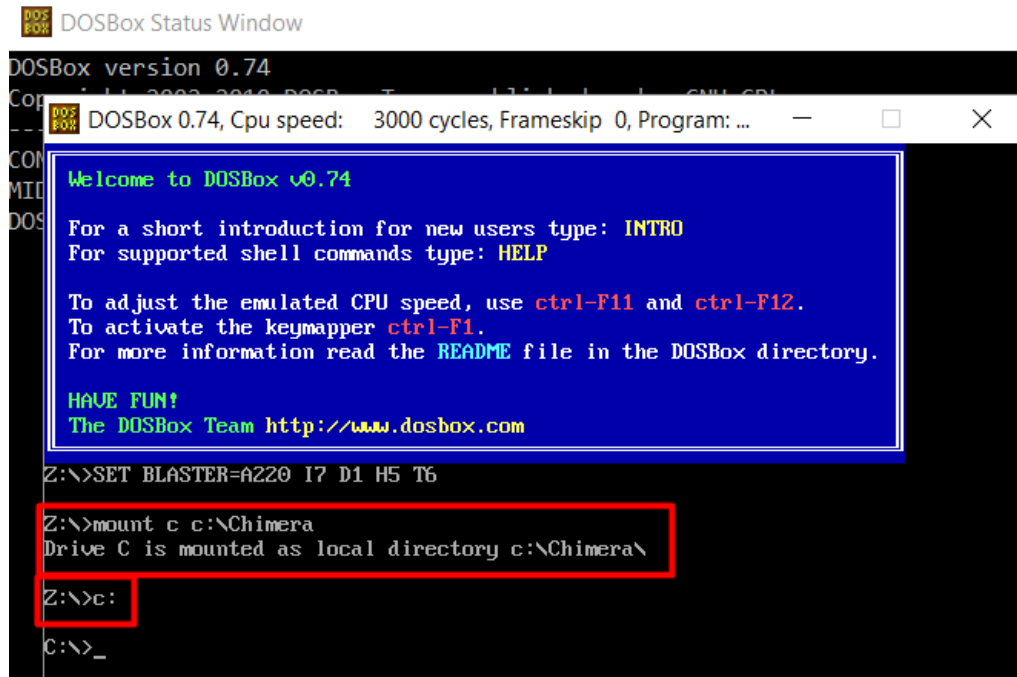 DOSBox Status Window
DOSBox version 0.74
DOSBox 0.74, Cpu speed: 3000 cycles, Frameskip 0, Program: ...
Welcome to DOSBox v0.74
For a short introduction for new users type: INTRO
For supported shell commands type: HELP
To adjust the emulated CPU speed, use ctrl-F11 and ctrl-F12.
To activate the keymapper ctrl-F1.
For more information read the README file in the DOSBox directory.
HAVE FUN!
The DOSBox Team http://www.dosbox.com
Z:\>SET BLASTER=A220 I7 D1 H5 T6
Z:\>mount c c:\Chimera
Drive C is mounted as local directory c:\Chimera\
Z:\>c:
C:\>_